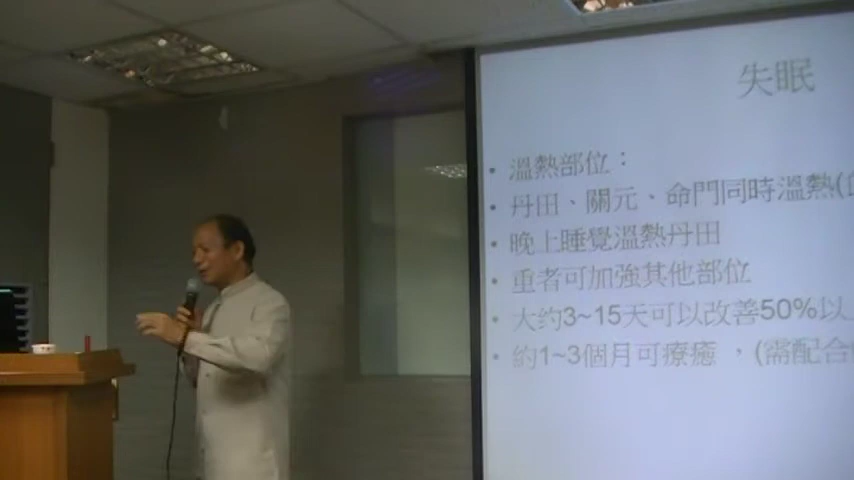 失眠
• 溫熱部位：
• 丹田、關元、命門同時溫熱(
• 晚上睡覺溫熱丹田
• 重者可加強其他部位
• 大约3~15天可以改善50%以
• 約1~3個月可療癒 ，(需配合